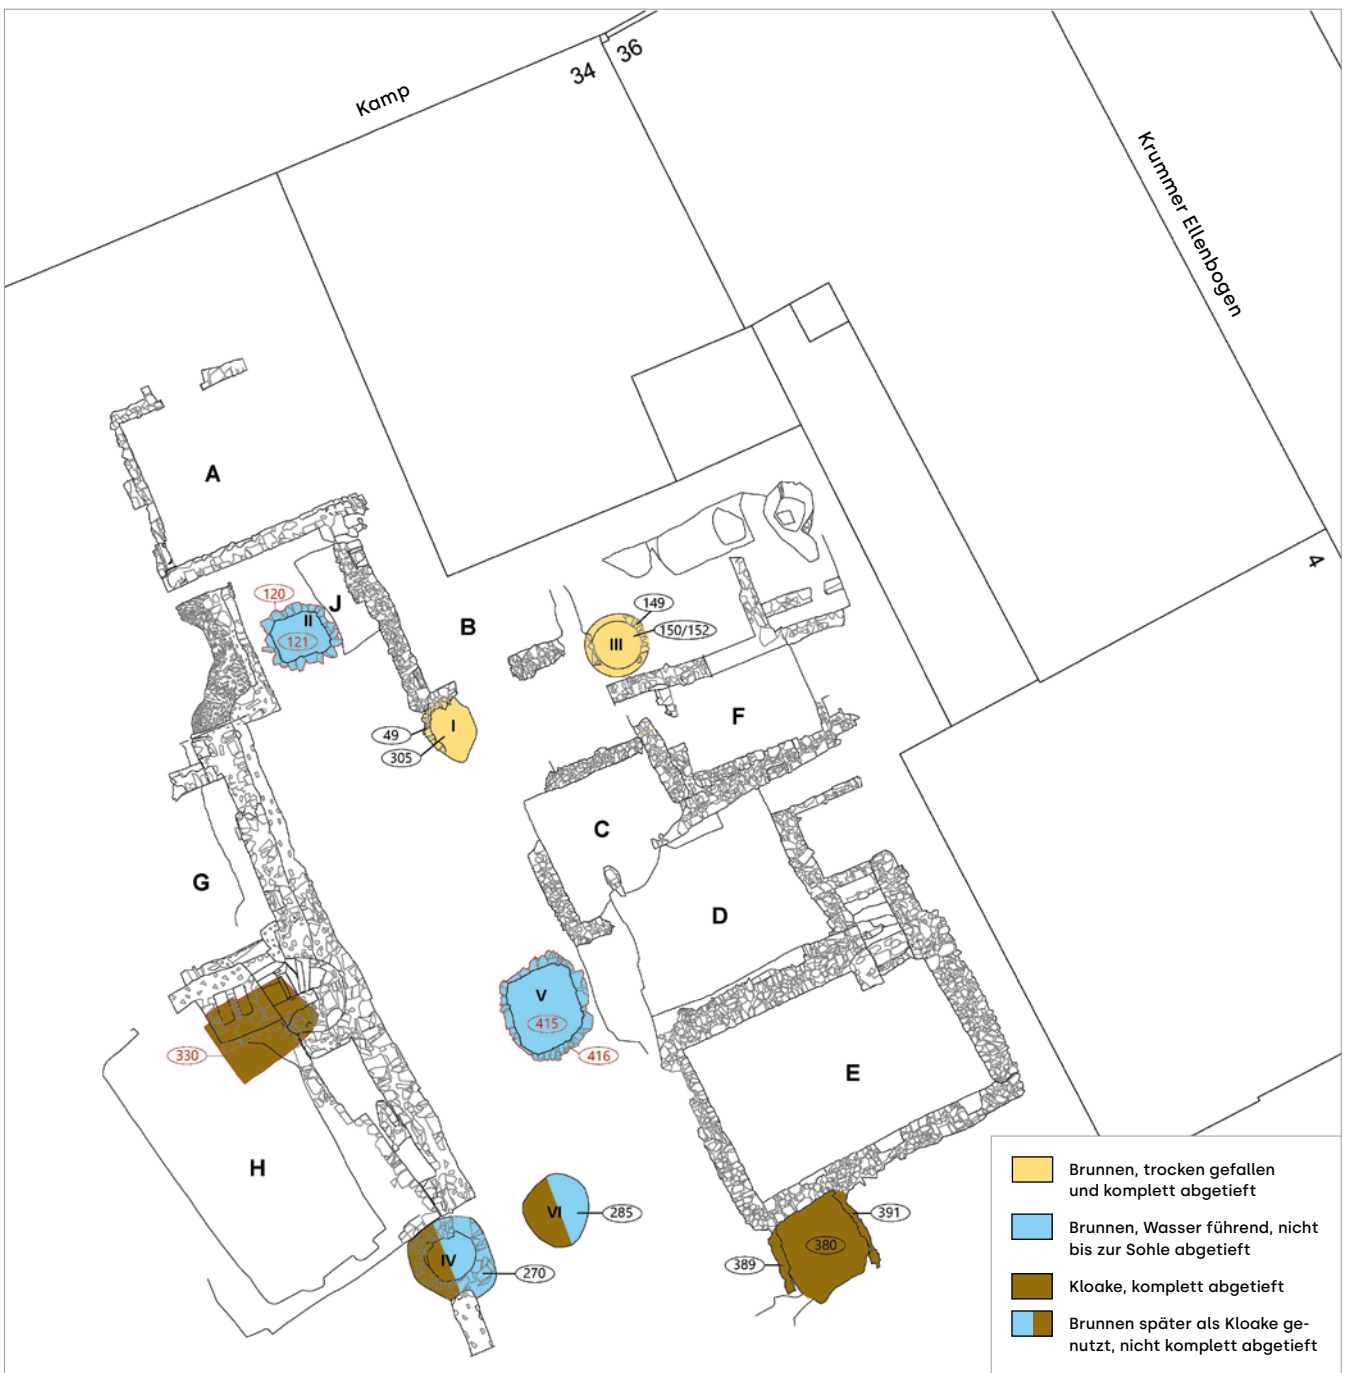 36
34
Kamp
Krummer Ellenbogen
4
A
120
J
II
121
B
149
150/152
III
F
I
49
305
C
G
D
V
415
416
330
E
H
VI
285
IV
270
391
380
389
Brunnen, trocken gefallen
und komplett abgetieft
Brunnen, Wasser führend, nicht
bis zur Sohle abgetieft
Kloake, komplett abgetieft
Brunnen später als Kloake ge-
nutzt, nicht komplett abgetieft